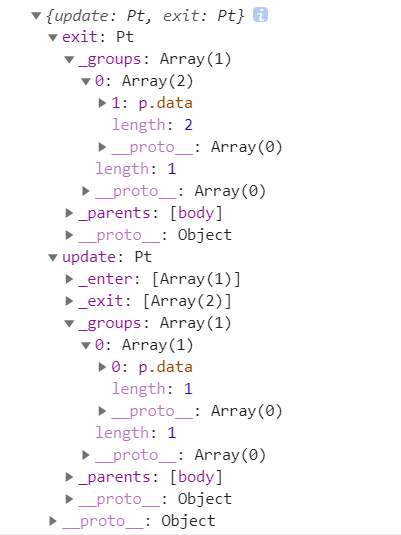 ▼{update: Pt, exit: Pt} i
▼exit: Pt
▼_groups: Array(1)
▼0: Array(2)
▶1: p.data
length: 2
▶__proto__: Array(0)
length: 1
▶__proto__: Array(0)
▶_parents: [body]
▶__proto__: Object
▼update: Pt
▶_enter: [Array(1)]
▶_exit: [Array(2)]
▼_groups: Array(1)
▼0: Array(1)
▶0: p.data
length: 1
▶__proto__: Array(0)
length: 1
▶__proto__: Array(0)
▶_parents: [body]
▶__proto__: Object
▶__proto__: Object